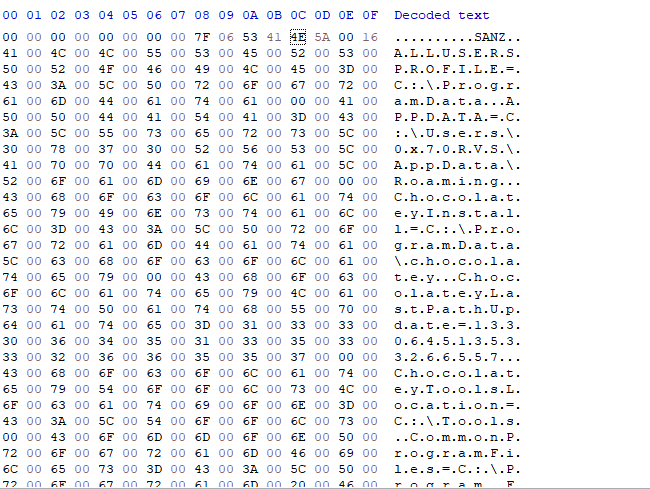 00 01 02 03 04 05 06 07 08 09 0A 0B 0C 0D 0E 0F Decoded text
00 00 00 00 00 00 00 00 7F 06 53 41 4E 5A 00 16 ..........SANZ..
41 00 4C 00 4C 00 55 00 53 00 45 00 52 00 53 00 A.L.L.U.S.E.R.S.
50 00 52 00 4F 00 46 00 49 00 4C 00 45 00 3D 00 P.R.O.F.I.L.E.=.
43 00 3A 00 5C 00 50 00 72 00 6F 00 67 00 72 00 C.:.\.P.r.o.g.r.
61 00 6D 00 44 00 61 00 74 00 61 00 00 00 41 00 a.m.D.a.t.a...A.
50 00 50 00 44 00 41 00 54 00 41 00 3D 00 43 00 P.P.D.A.T.A.=.C.
3A 00 5C 00 55 00 73 00 65 00 72 00 73 00 5C 00 :.\.U.s.e.r.s.\.
30 00 78 00 37 00 30 00 52 00 56 00 53 00 5C 00 0.x.7.0.R.V.S.\.
41 00 70 00 70 00 44 00 61 00 74 00 61 00 5C 00 A.p.p.D.a.t.a.\.
52 00 6F 00 61 00 6D 00 69 00 6E 00 67 00 00 00 R.o.a.m.i.n.g...
43 00 68 00 6F 00 63 00 6F 00 6C 00 61 00 74 00 C.h.o.c.o.l.a.t.
65 00 79 00 49 00 6E 00 73 00 74 00 61 00 6C 00 e.y.I.n.s.t.a.l.
6C 00 3D 00 43 00 3A 00 5C 00 50 00 72 00 6F 00 l.=.C.:.\.P.r.o.
67 00 72 00 61 00 6D 00 44 00 61 00 74 00 61 00 g.r.a.m.D.a.t.a.
5C 00 63 00 68 00 6F 00 63 00 6F 00 6C 00 61 00 \.c.h.o.c.o.l.a.
74 00 65 00 79 00 00 00 43 00 68 00 6F 00 63 00 t.e.y...C.h.o.c.
6F 00 6C 00 61 00 74 00 65 00 79 00 4C 00 61 00 o.l.a.t.e.y.L.a.
73 00 74 00 50 00 61 00 74 00 68 00 55 00 70 00 s.t.P.a.t.h.U.p.
64 00 61 00 74 00 65 00 3D 00 31 00 33 00 33 00 d.a.t.e.=.1.3.3.
30 00 36 00 34 00 35 00 31 00 33 00 35 00 33 00 0.6.4.5.1.3.5.3.
33 00 32 00 36 00 36 00 35 00 35 00 37 00 00 00 3.2.6.6.5.5.7...
43 00 68 00 6F 00 63 00 6F 00 6C 00 61 00 74 00 C.h.o.c.o.l.a.t.
65 00 79 00 54 00 6F 00 6F 00 6C 00 73 00 4C 00 e.y.T.o.o.l.s.L.
6F 00 63 00 61 00 74 00 69 00 6F 00 6E 00 3D 00 o.c.a.t.i.o.n.=.
43 00 3A 00 5C 00 54 00 6F 00 6F 00 6C 00 73 00 C.:.\.T.o.o.l.s.
00 00 43 00 6F 00 6D 00 6D 00 6F 00 6E 00 50 00 ..C.o.m.m.o.n.P.
72 00 6F 00 67 00 72 00 61 00 6D 00 46 00 69 00 r.o.g.r.a.m.F.i.
6C 00 65 00 73 00 3D 00 43 00 3A 00 5C 00 50 00 l.e.s.=.C.:.\.P.
72 00 6F 00 67 00 72 00 61 00 6D 00 20 00 46 00 r.o.g.r.a.m. .F.